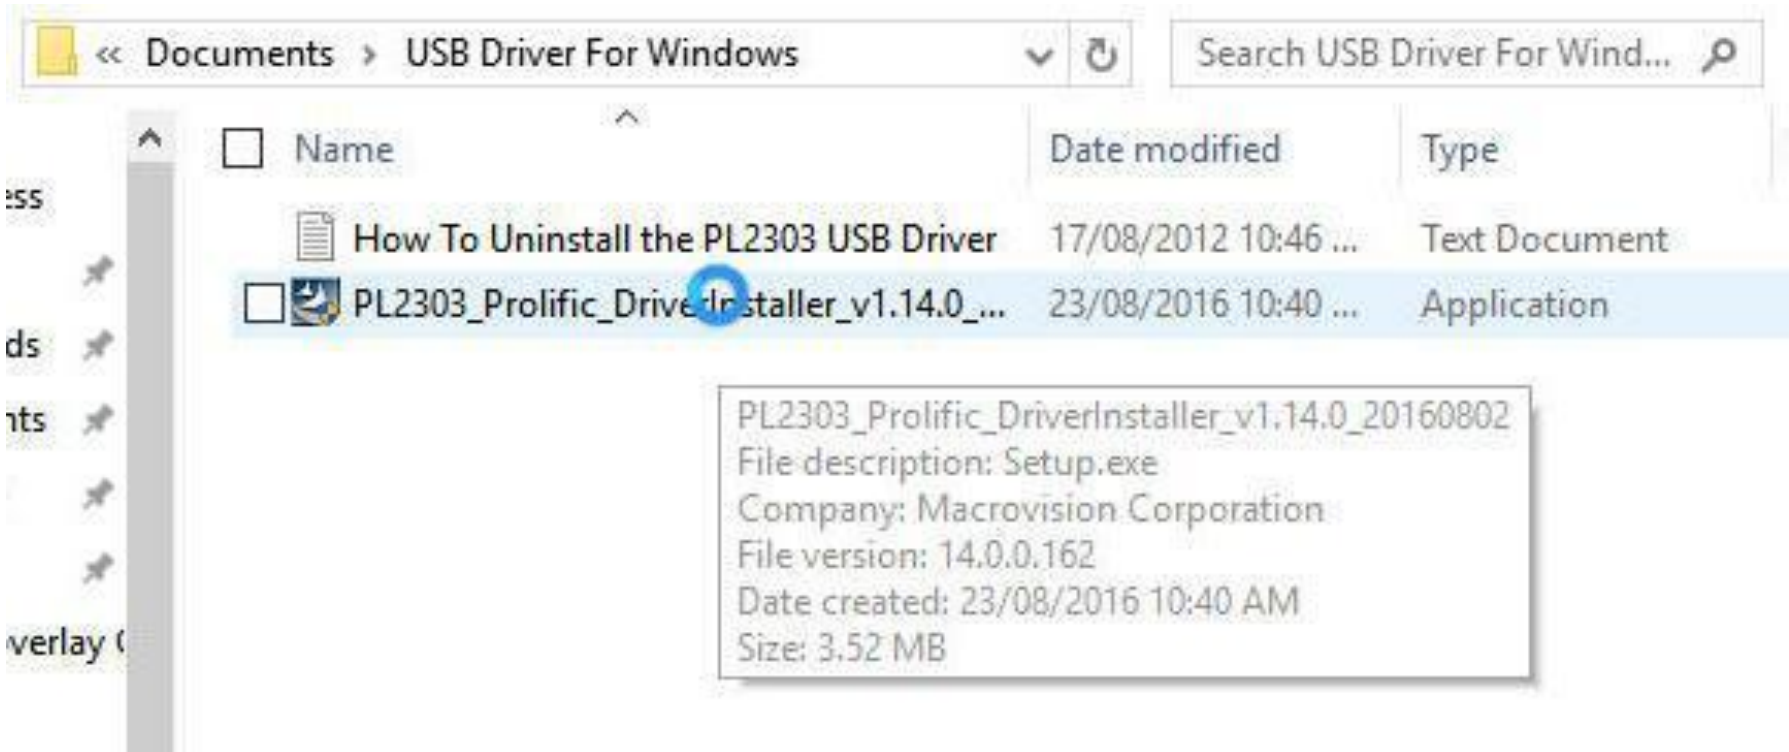 « Documents > USB Driver For Windows
Search USB Driver For Wind...
Name Date modified Type
ess
How To Uninstall the PL2303 USB Driver 17/08/2012 10:46 ... Text Document
PL2303_Prolific_DriverInstaller_v1.14.0_... 23/08/2016 10:40 ... Application
ds
nts
PL2303_Prolific_DriverInstaller_v1.14.0_20160802
File description: Setup.exe
Company: Macrovision Corporation
File version: 14.0.0.162
Date created: 23/08/2016 10:40 AM
Size: 3.52 MB
verlay